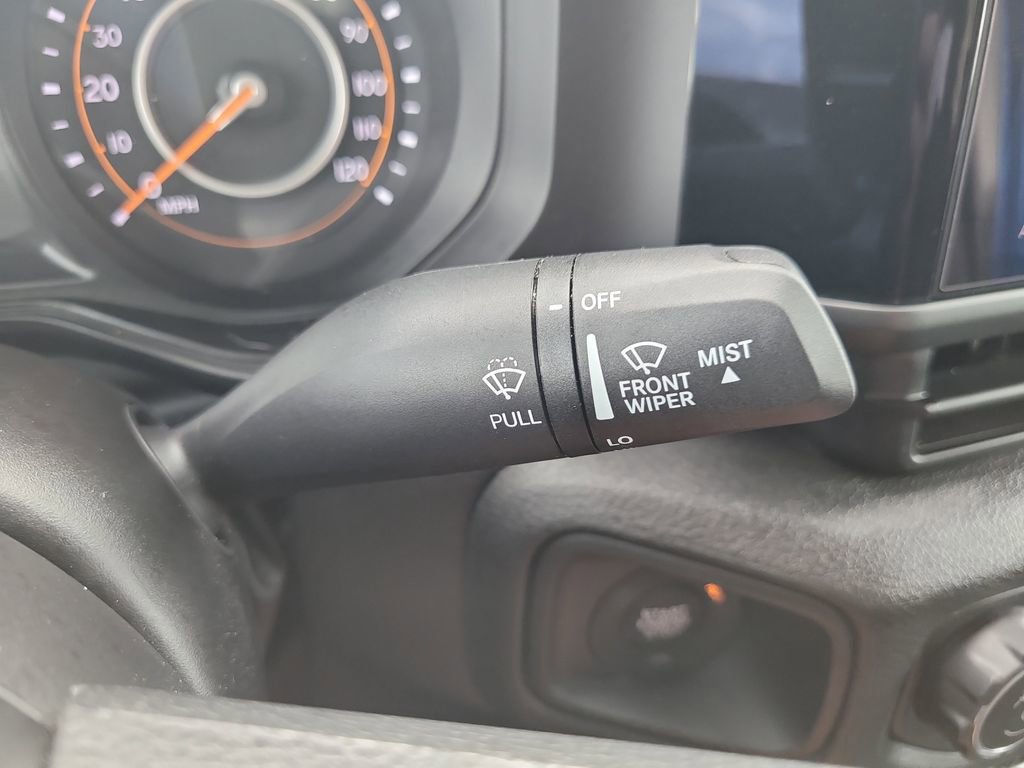 30
20
10
0
MPH
90
100
110
120
- OFF
PULL
FRONT
WIPER
MIST
LO